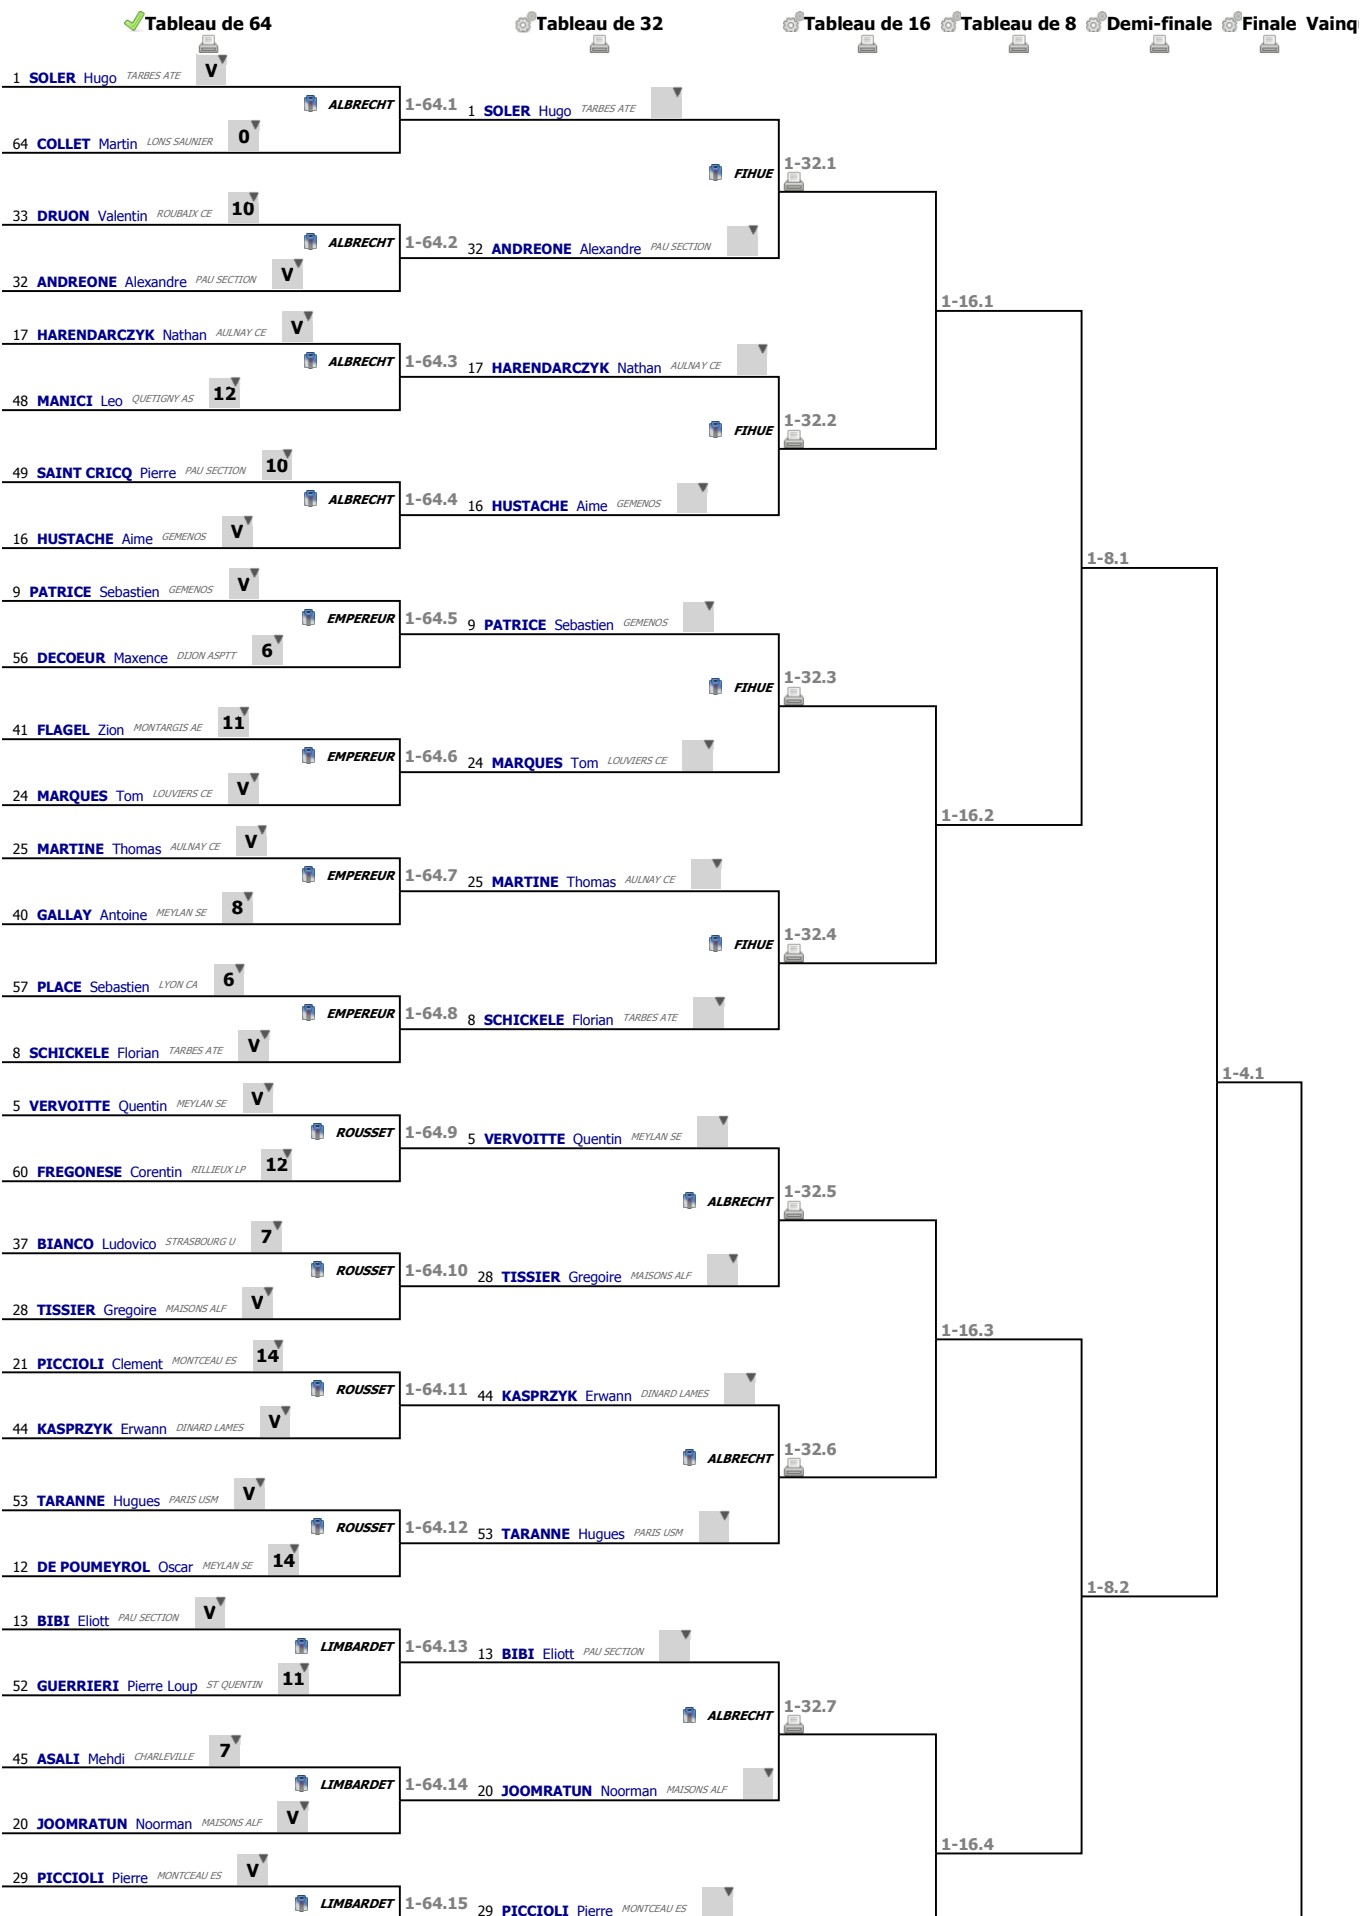 Tableau de 64 Tableau de 32 Tableau de 16 Tableau de 8 Demi-finale Finale Vainq
1 SOLER Hugo TARBES ATE V
ALBRECHT 1-64.1 1 SOLER Hugo TARBES ATE
64 COLLET Martin LONS SAUNIER 0
FIHUE 1-32.1
33 DRUON Valentin ROUBAIX CE 10
ALBRECHT 1-64.2 32 ANDREONE Alexandre PAU SECTION
32 ANDREONE Alexandre PAU SECTION V
1-16.1
17 HARENDARCZYK Nathan AULNAY CE V
ALBRECHT 1-64.3 17 HARENDARCZYK Nathan AULNAY CE
48 MANICI Leo QUETIGNY AS 12
FIHUE 1-32.2
49 SAINT CRICQ Pierre PAU SECTION 10
ALBRECHT 1-64.4 16 HUSTACHE Aime GEMENOS
16 HUSTACHE Aime GEMENOS V
1-8.1
9 PATRICE Sebastien GEMENOS V
EMPEREUR 1-64.5 9 PATRICE Sebastien GEMENOS
56 DECOEUR Maxence DIJON ASPTT 6
FIHUE 1-32.3
41 FLAGEL Zion MONTARGIS AE 11
EMPEREUR 1-64.6 24 MARQUES Tom LOUVIERS CE
24 MARQUES Tom LOUVIERS CE V
1-16.2
25 MARTINE Thomas AULNAY CE V
EMPEREUR 1-64.7 25 MARTINE Thomas AULNAY CE
40 GALLAY Antoine MEYLAN SE 8
FIHUE 1-32.4
57 PLACE Sebastien LYON CA 6
EMPEREUR 1-64.8 8 SCHICKELE Florian TARBES ATE
8 SCHICKELE Florian TARBES ATE V
1-4.1
5 VERVOITTE Quentin MEYLAN SE V
ROUSSET 1-64.9 5 VERVOITTE Quentin MEYLAN SE
60 FREGONESE Corentin RILLIEUX LP 12
ALBRECHT 1-32.5
37 BIANCO Ludovico STRASBOURG U 7
ROUSSET 1-64.10 28 TISSIER Gregoire MAISONS ALF
28 TISSIER Gregoire MAISONS ALF V
1-16.3
21 PICCIOLI Clement MONTCEAU ES 14
ROUSSET 1-64.11 44 KASPRZYK Erwann DINARD LAMES
44 KASPRZYK Erwann DINARD LAMES V
ALBRECHT 1-32.6
53 TARANNE Hugues PARIS USM V
ROUSSET 1-64.12 53 TARANNE Hugues PARIS USM
12 DE POUMEYROL Oscar MEYLAN SE 14
1-8.2
13 BIBI Eliott PAU SECTION V
LIMBARDET 1-64.13 13 BIBI Eliott PAU SECTION
52 GUERRIERI Pierre Loup ST QUENTIN 11
ALBRECHT 1-32.7
45 ASALI Mehdi CHARLEVILLE 7
LIMBARDET 1-64.14 20 JOOMRATUN Noorman MAISONS ALF
20 JOOMRATUN Noorman MAISONS ALF V
1-16.4
29 PICCIOLI Pierre MONTCEAU ES V
LIMBARDET 1-64.15 29 PICCIOLI Pierre MONTCEAU ES